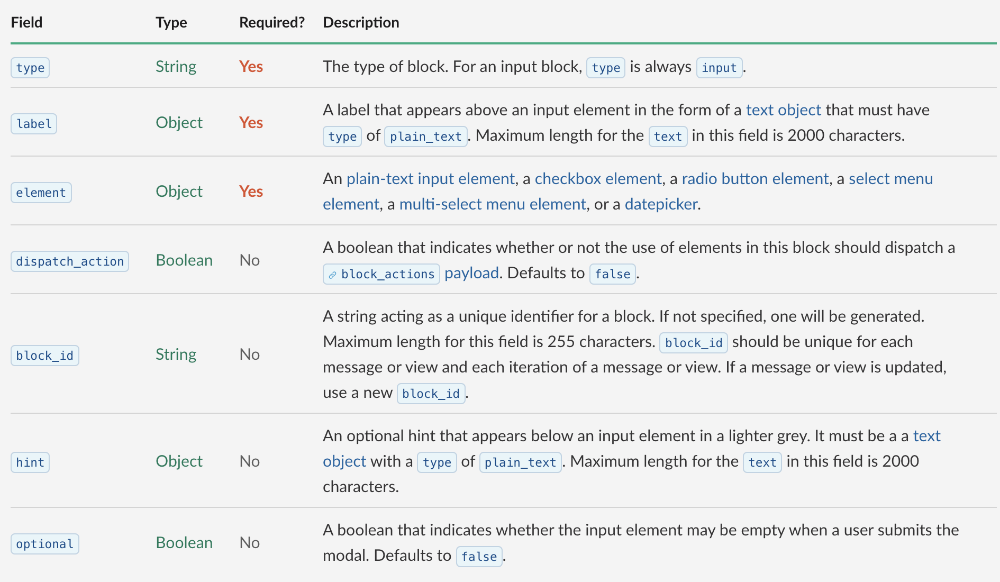 Field Type Required? Description
type String Yes The type of block. For an input block, type is always input.
A label that appears above an input element in the form of a text object that must have
label Object Yes
type of plain_text. Maximum length for the text in this field is 2000 characters.
An plain-text input element, a checkbox element, a radio button element, a select menu
element Object Yes
element, a multi-select menu element, or a datepicker.
A boolean that indicates whether or not the use of elements in this block should dispatch a
dispatch_action Boolean No
block_actions payload. Defaults to false.
A string acting as a unique identifier for a block. If not specified, one will be generated.
Maximum length for this field is 255 characters. block_id should be unique for each
block_id String No
message or view and each iteration of a message or view. If a message or view is updated,
use a new block_id.
An optional hint that appears below an input element in a lighter grey. It must be a a text
hint Object No object with a type of plain_text. Maximum length for the text in this field is 2000
characters.
A boolean that indicates whether the input element may be empty when a user submits the
optional Boolean No
modal. Defaults to false.